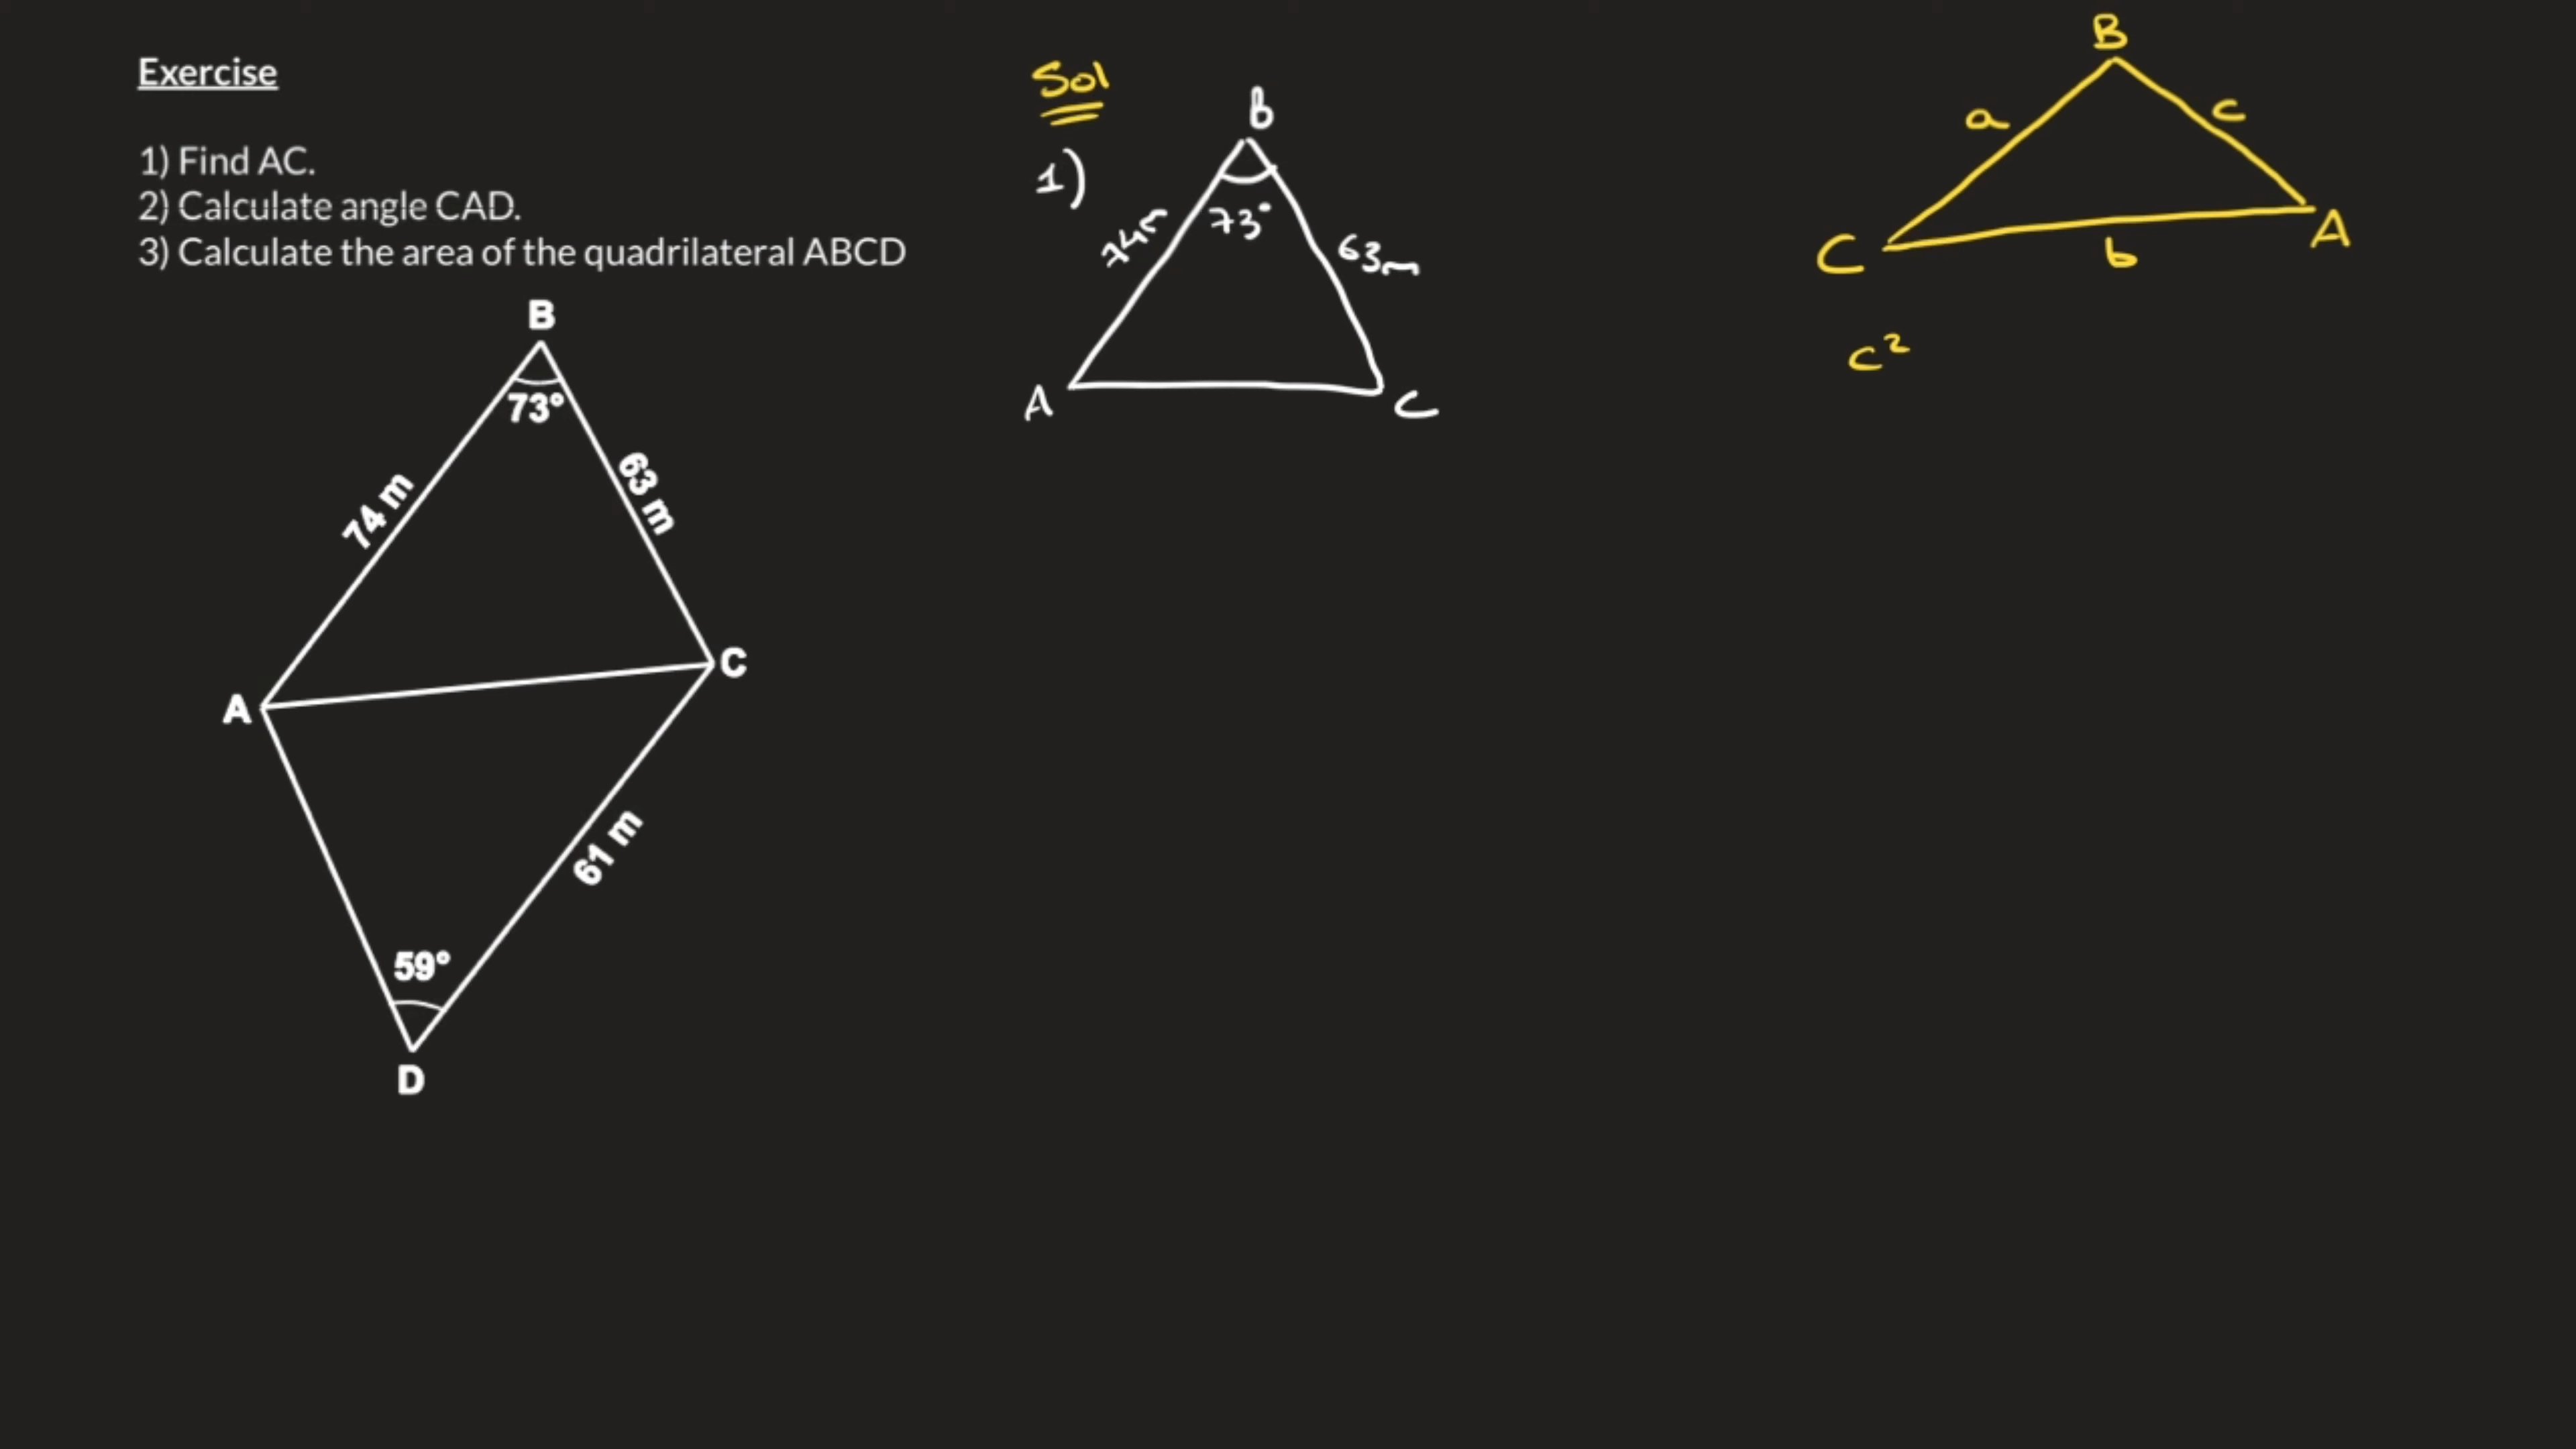 Exercise
1) Find AC.
2) Calculate angle CAD.
3) Calculate the area of the quadrilateral ABCD
B
73°
74 m
63 m
A
C
61 m
59°
D
Sol
1)
B
73°
74m
63m
A
C
B
a
c
C
b
A
c²